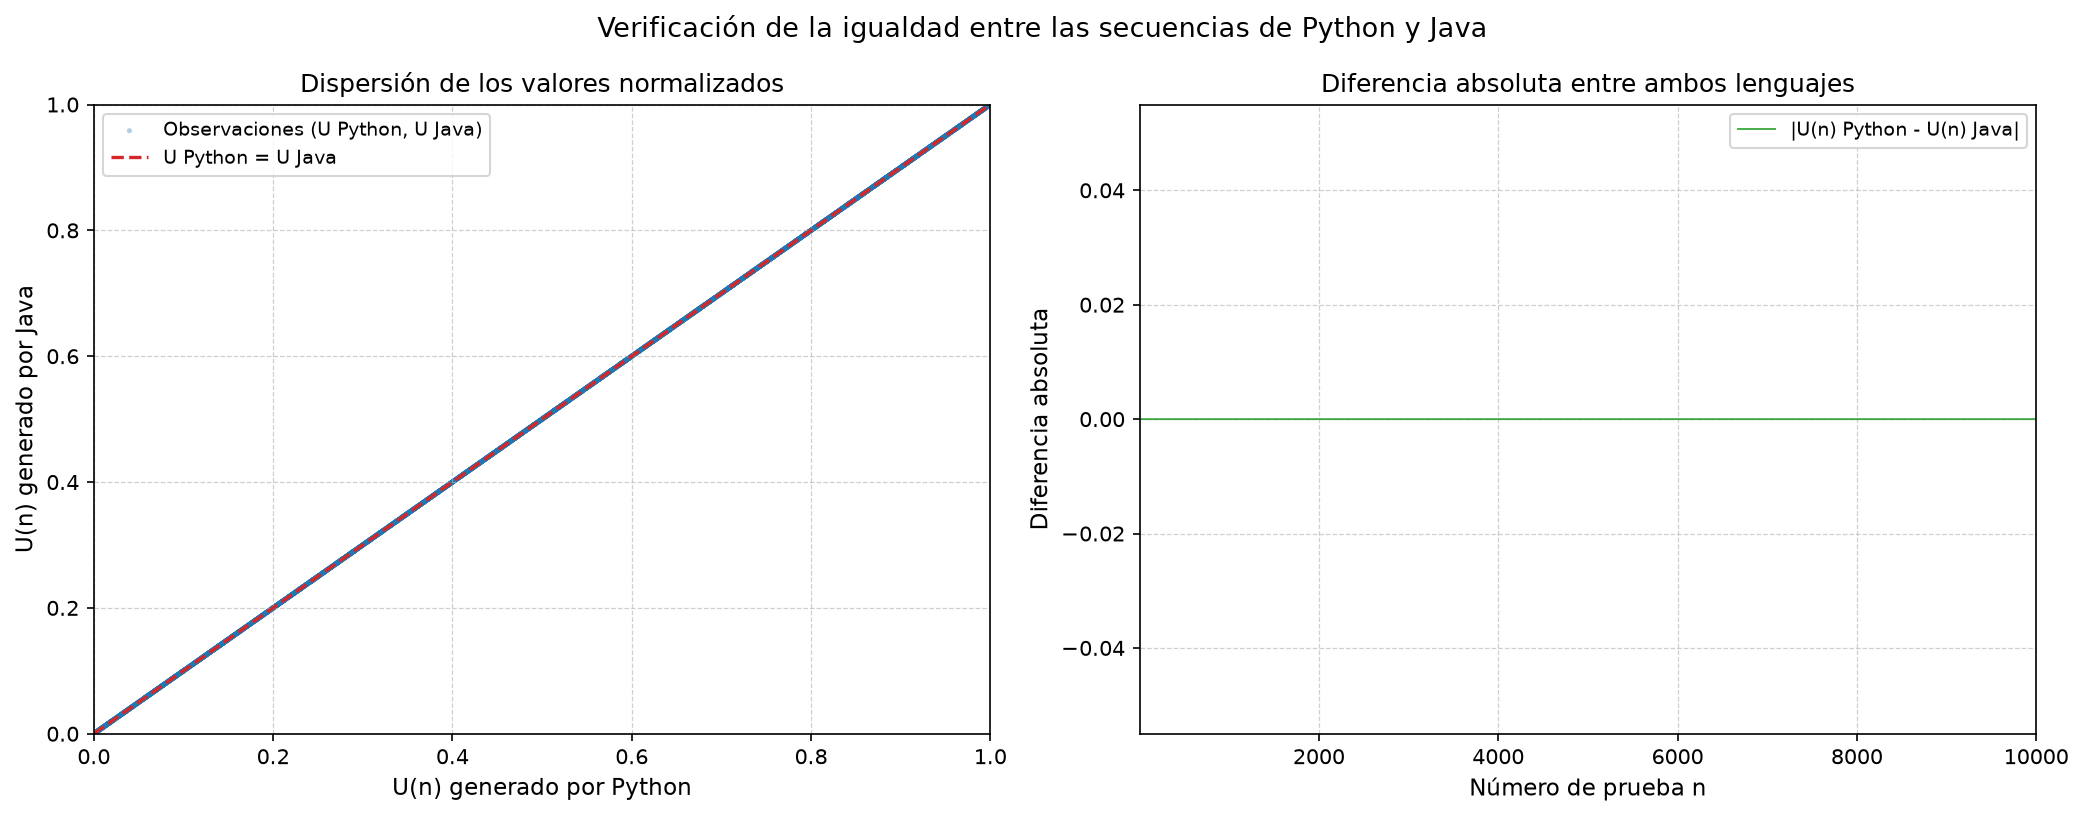 Verificación de la igualdad entre las secuencias de Python y Java
Dispersión de los valores normalizados
Observaciones (U Python, U Java)
U Python = U Java
U(n) generado por Java
1.0
0.8
0.6
0.4
0.2
0.0
0.0 0.2 0.4 0.6 0.8 1.0
U(n) generado por Python
Diferencia absoluta entre ambos lenguajes
|U(n) Python - U(n) Java|
Diferencia absoluta
0.04
0.02
0.00
−0.02
−0.04
2000 4000 6000 8000 10000
Número de prueba n